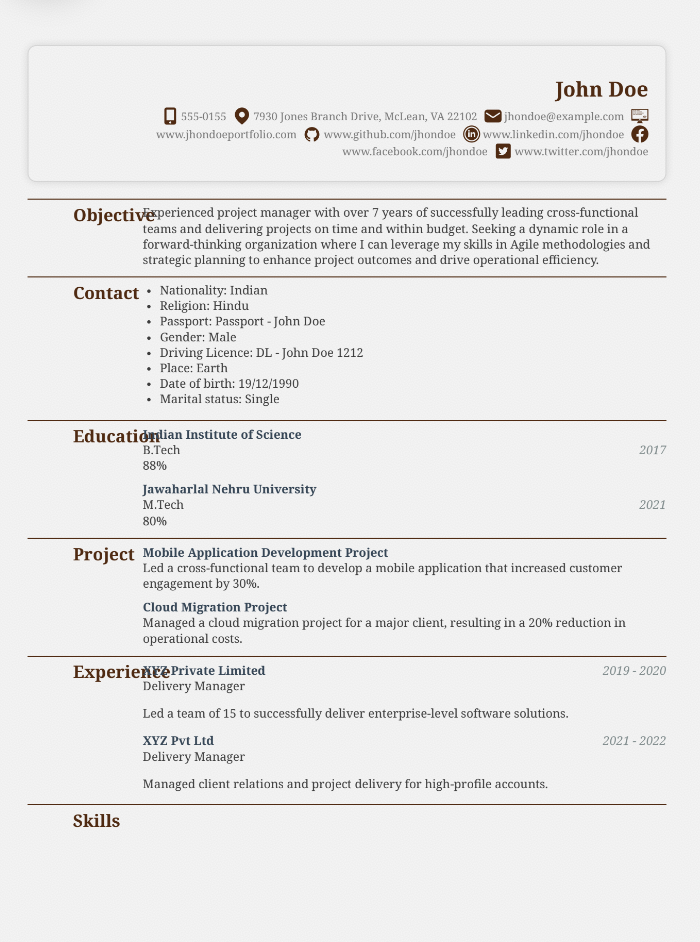 John Doe
555-0155 7930 Jones Branch Drive, McLean, VA 22102 jhondoe@example.com
www.jhondoeportfolio.com www.github.com/jhondoe www.linkedin.com/jhondoe
www.facebook.com/jhondoe www.twitter.com/jhondoe
Objective
Experienced project manager with over 7 years of successfully leading cross-functional
teams and delivering projects on time and within budget. Seeking a dynamic role in a
forward-thinking organization where I can leverage my skills in Agile methodologies and
strategic planning to enhance project outcomes and drive operational efficiency.
Contact
• Nationality: Indian
• Religion: Hindu
• Passport: Passport - John Doe
• Gender: Male
• Driving Licence: DL - John Doe 1212
• Place: Earth
• Date of birth: 19/12/1990
• Marital status: Single
Education
Indian Institute of Science
B.Tech 2017
88%
Jawaharlal Nehru University
M.Tech 2021
80%
Project
Mobile Application Development Project
Led a cross-functional team to develop a mobile application that increased customer
engagement by 30%.
Cloud Migration Project
Managed a cloud migration project for a major client, resulting in a 20% reduction in
operational costs.
Experience
XYZ Private Limited 2019 - 2020
Delivery Manager
Led a team of 15 to successfully deliver enterprise-level software solutions.
XYZ Pvt Ltd 2021 - 2022
Delivery Manager
Managed client relations and project delivery for high-profile accounts.
Skills